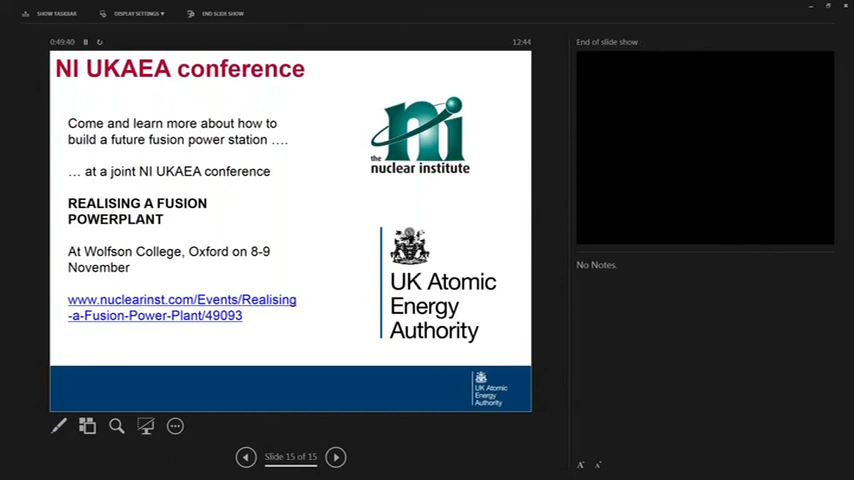 SHOW TASKBAR
DISPLAY SETTINGS ▾
END SLIDE SHOW
0:49:40
12:44
End of slide show
NI UKAEA conference
Come and learn more about how to
build a future fusion power station ….
… at a joint NI UKAEA conference
REALISING A FUSION
POWERPLANT
At Wolfson College, Oxford on 8-9
November
www.nuclearinst.com/Events/Realising
-a-Fusion-Power-Plant/49093
ni
the
nuclear institute
UK Atomic
Energy
Authority
UK Atomic
Energy
Authority
No Notes.
Slide 15 of 15
A A